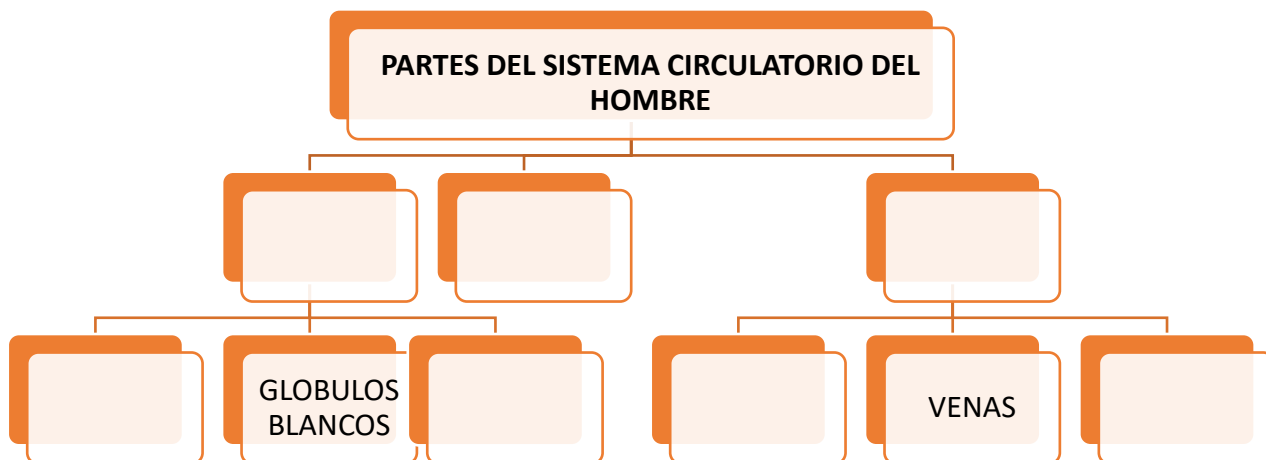 PARTES DEL SISTEMA CIRCULATORIO DEL
HOMBRE
GLOBULOS
BLANCOS
VENAS